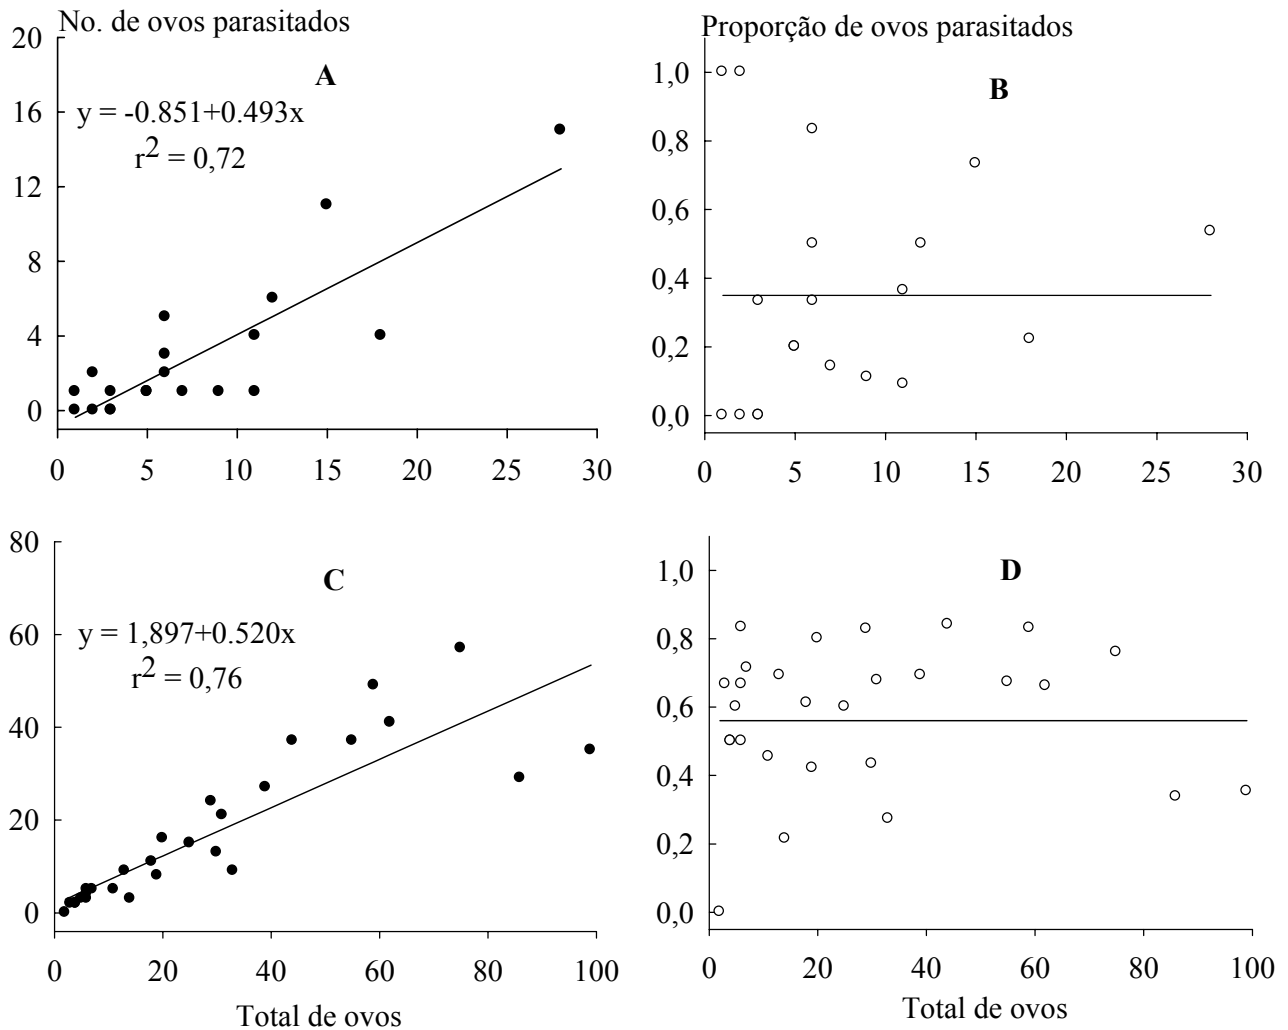 No. de ovos parasitados
20
16
12
8
4
0
A
y = -0.851+0.493x
r² = 0,72
0 5 10 15 20 25 30
Proporção de ovos parasitados
1,0
0,8
0,6
0,4
0,2
0,0
B
0 5 10 15 20 25 30
80
60
40
20
0
C
y = 1,897+0.520x
r² = 0,76
0 20 40 60 80 100
Total de ovos
1,0
0,8
0,6
0,4
0,2
0,0
D
0 20 40 60 80 100
Total de ovos